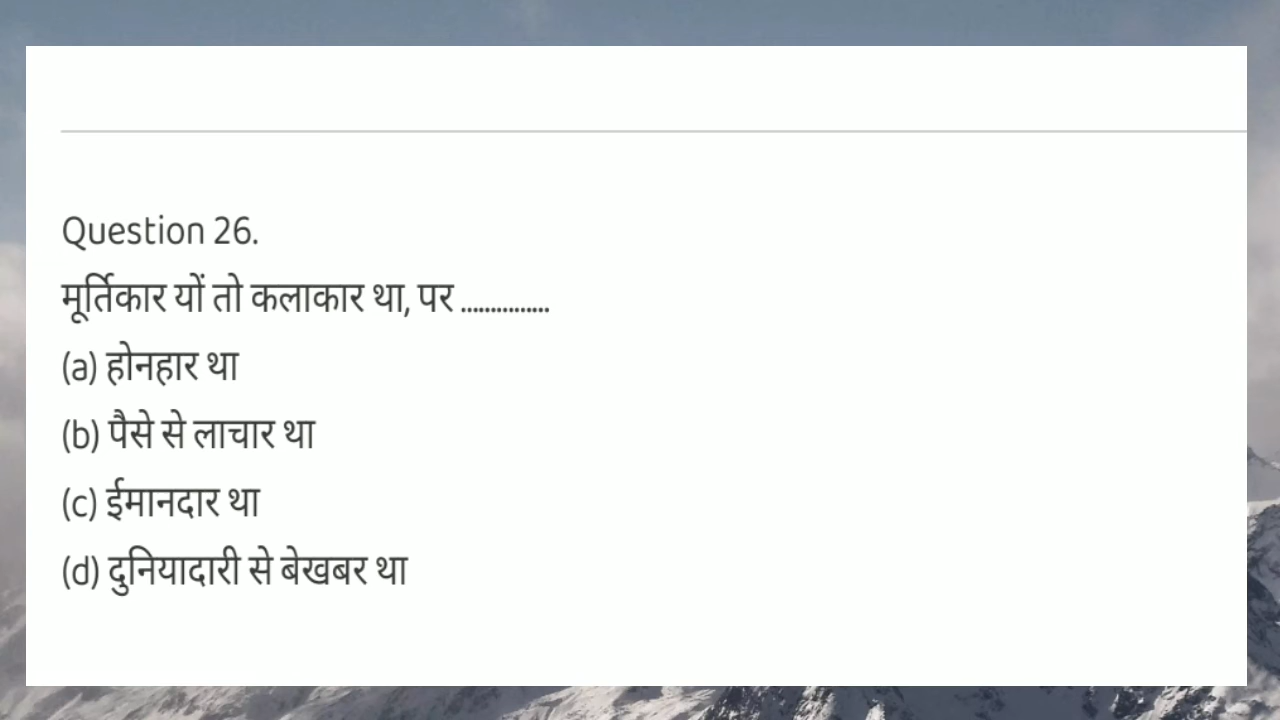 Question 26.
मूर्तिकार यों तो कलाकार था, पर ...............
(a) होनहार था
(b) पैसे से लाचार था
(c) ईमानदार था
(d) दुनियादारी से बेखबर था